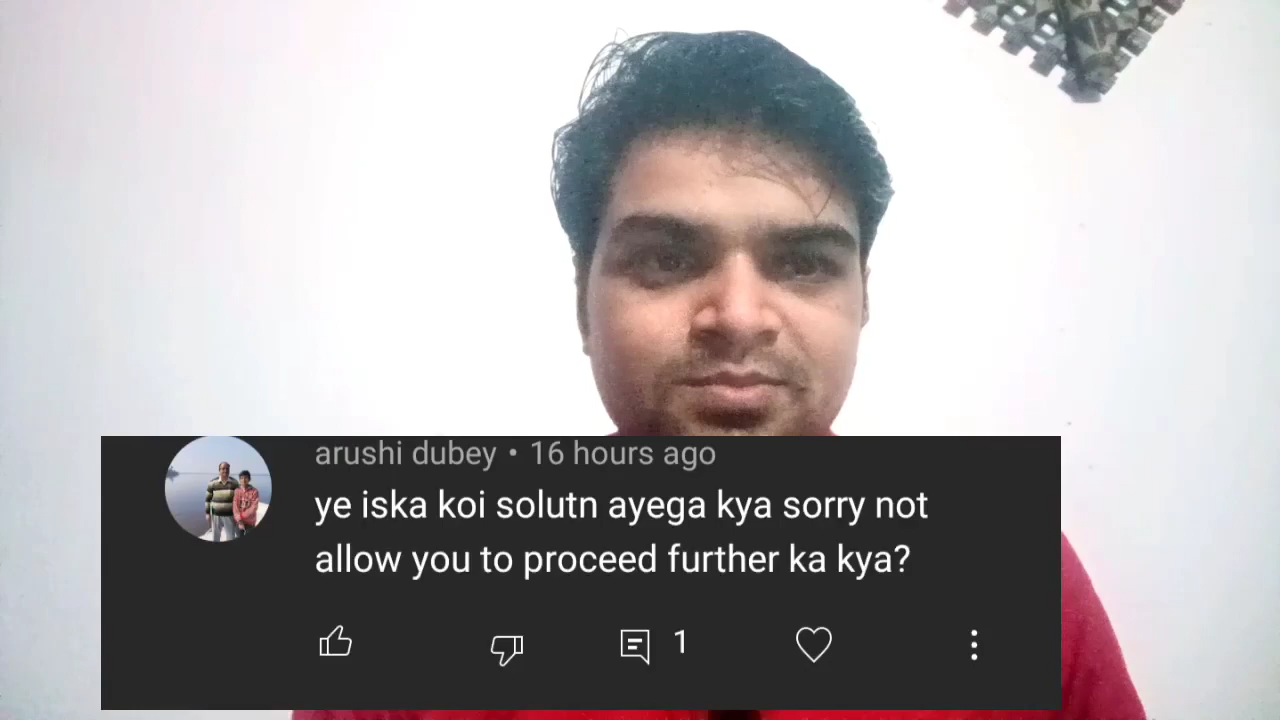 arushi dubey • 16 hours ago
ye iska koi solutn ayega kya sorry not
allow you to proceed further ka kya?
1